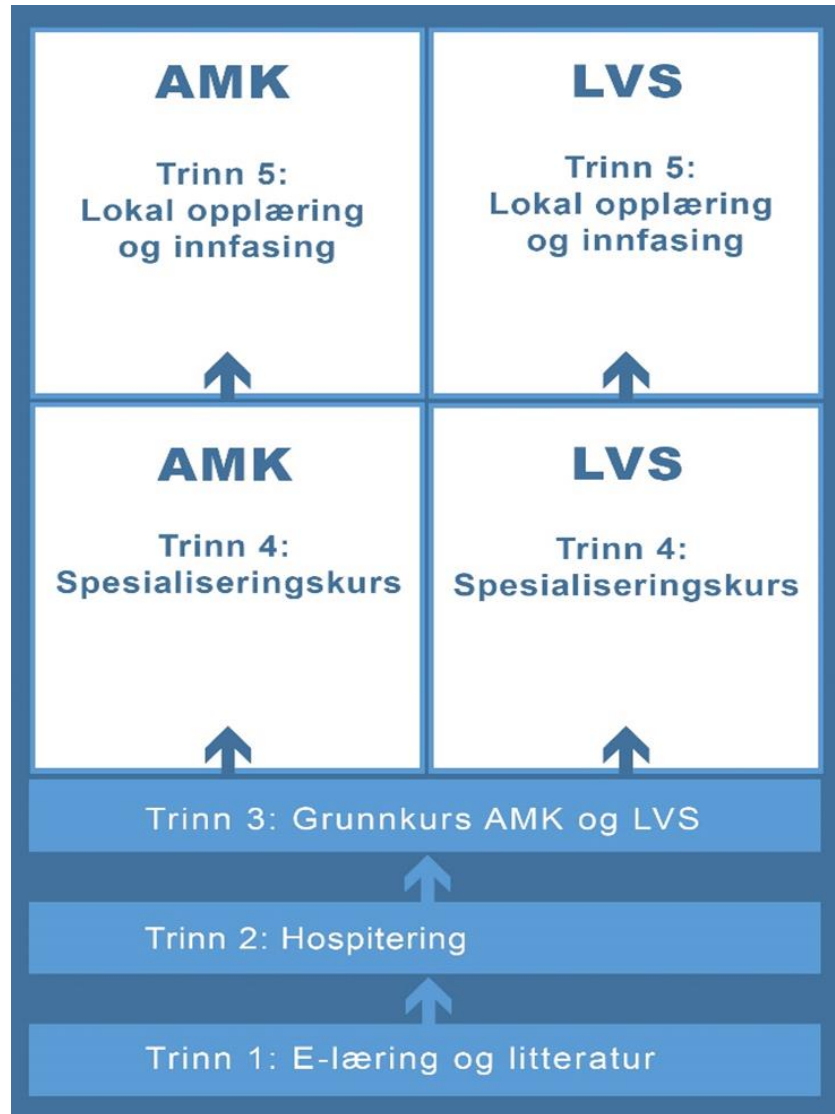 AMK
Trinn 5:
Lokal opplæring
og innfasing
LVS
Trinn 5:
Lokal opplæring
og innfasing
AMK
Trinn 4:
Spesialiseringskurs
LVS
Trinn 4:
Spesialiseringskurs
Trinn 3: Grunnkurs AMK og LVS
Trinn 2: Hospitering
Trinn 1: E-læring og litteratur